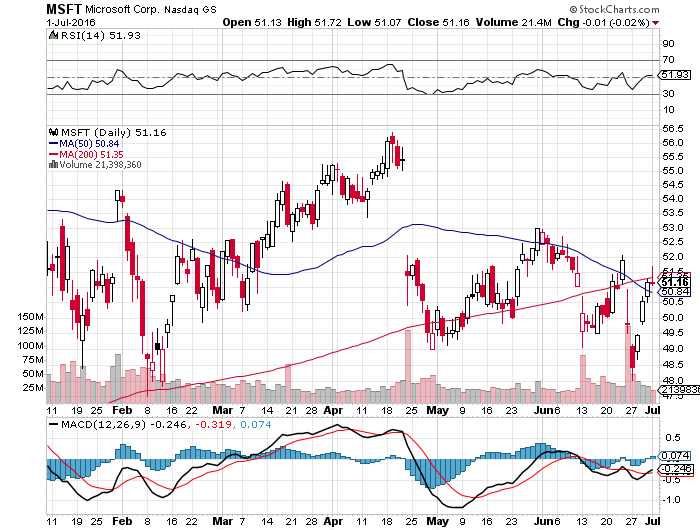 MSFT Microsoft Corp. Nasdaq GS
© StockCharts.com
1-Jul-2016
Open 51.13 High 51.72 Low 51.07 Close 51.16 Volume 21.4M Chg -0.01 (-0.02%)
RSI(14) 51.93
90
70
51.93
30
10
MSFT (Daily) 51.16
MA(50) 50.84
MA(200) 51.35
Volume 21,398,360
56.5
56.0
55.5
55.0
54.5
54.0
53.5
53.0
52.5
52.0
51.5
51.16
50.84
50.5
50.0
49.5
49.0
48.5
48.0
47.5
150M
125M
100M
75M
50M
25M
2139836
11 19 25 Feb 8 16 22 Mar 7 14 21 28 Apr 11 18 25 May 9 16 23 Jun 13 20 27 Jul
MACD(12,26,9) -0.246, -0.319, 0.074
0.5
0.074
-0.246
-0.5
-1.0
11 19 25 Feb 8 16 22 Mar 7 14 21 28 Apr 11 18 25 May 9 16 23 Jun 13 20 27 Jul